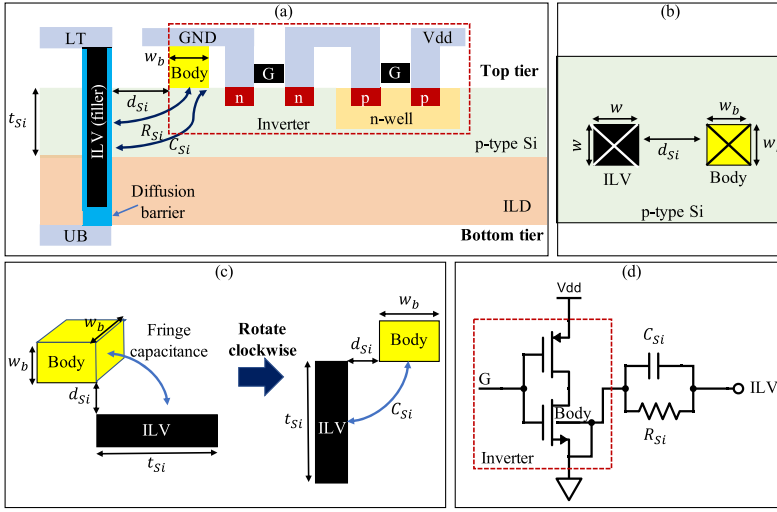 (a)
LT
GND
Vdd
w_b
Body
G
G
Top tier
d_Si
n
n
p
p
t_Si
ILV (filler)
R_Si
C_Si
Inverter
n-well
p-type Si
Diffusion
barrier
ILD
UB
Bottom tier
(b)
w
w_b
w
d_Si
ILV
Body
p-type Si
(c)
w_b
w_b
Body
Fringe
capacitance
d_Si
ILV
t_Si
Rotate
clockwise
w_b
Body
d_Si
t_Si
ILV
C_Si
(d)
Vdd
G
Body
Inverter
C_Si
R_Si
ILV